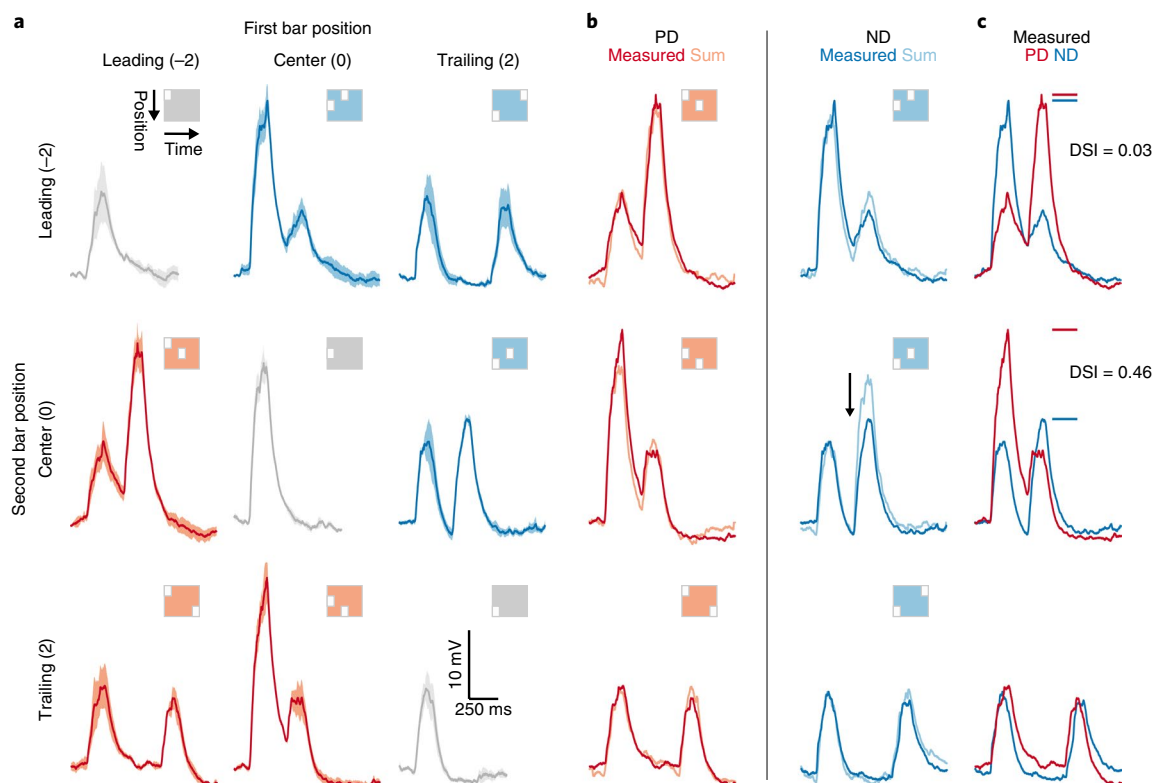 a
First bar position
Leading (–2)
Center (0)
Trailing (2)
b
PD
Measured Sum
ND
Measured Sum
c
Measured
PD ND
Position
Time
Second bar position
Leading (–2)
DSI = 0.03
Center (0)
DSI = 0.46
Trailing (2)
10 mV
250 ms